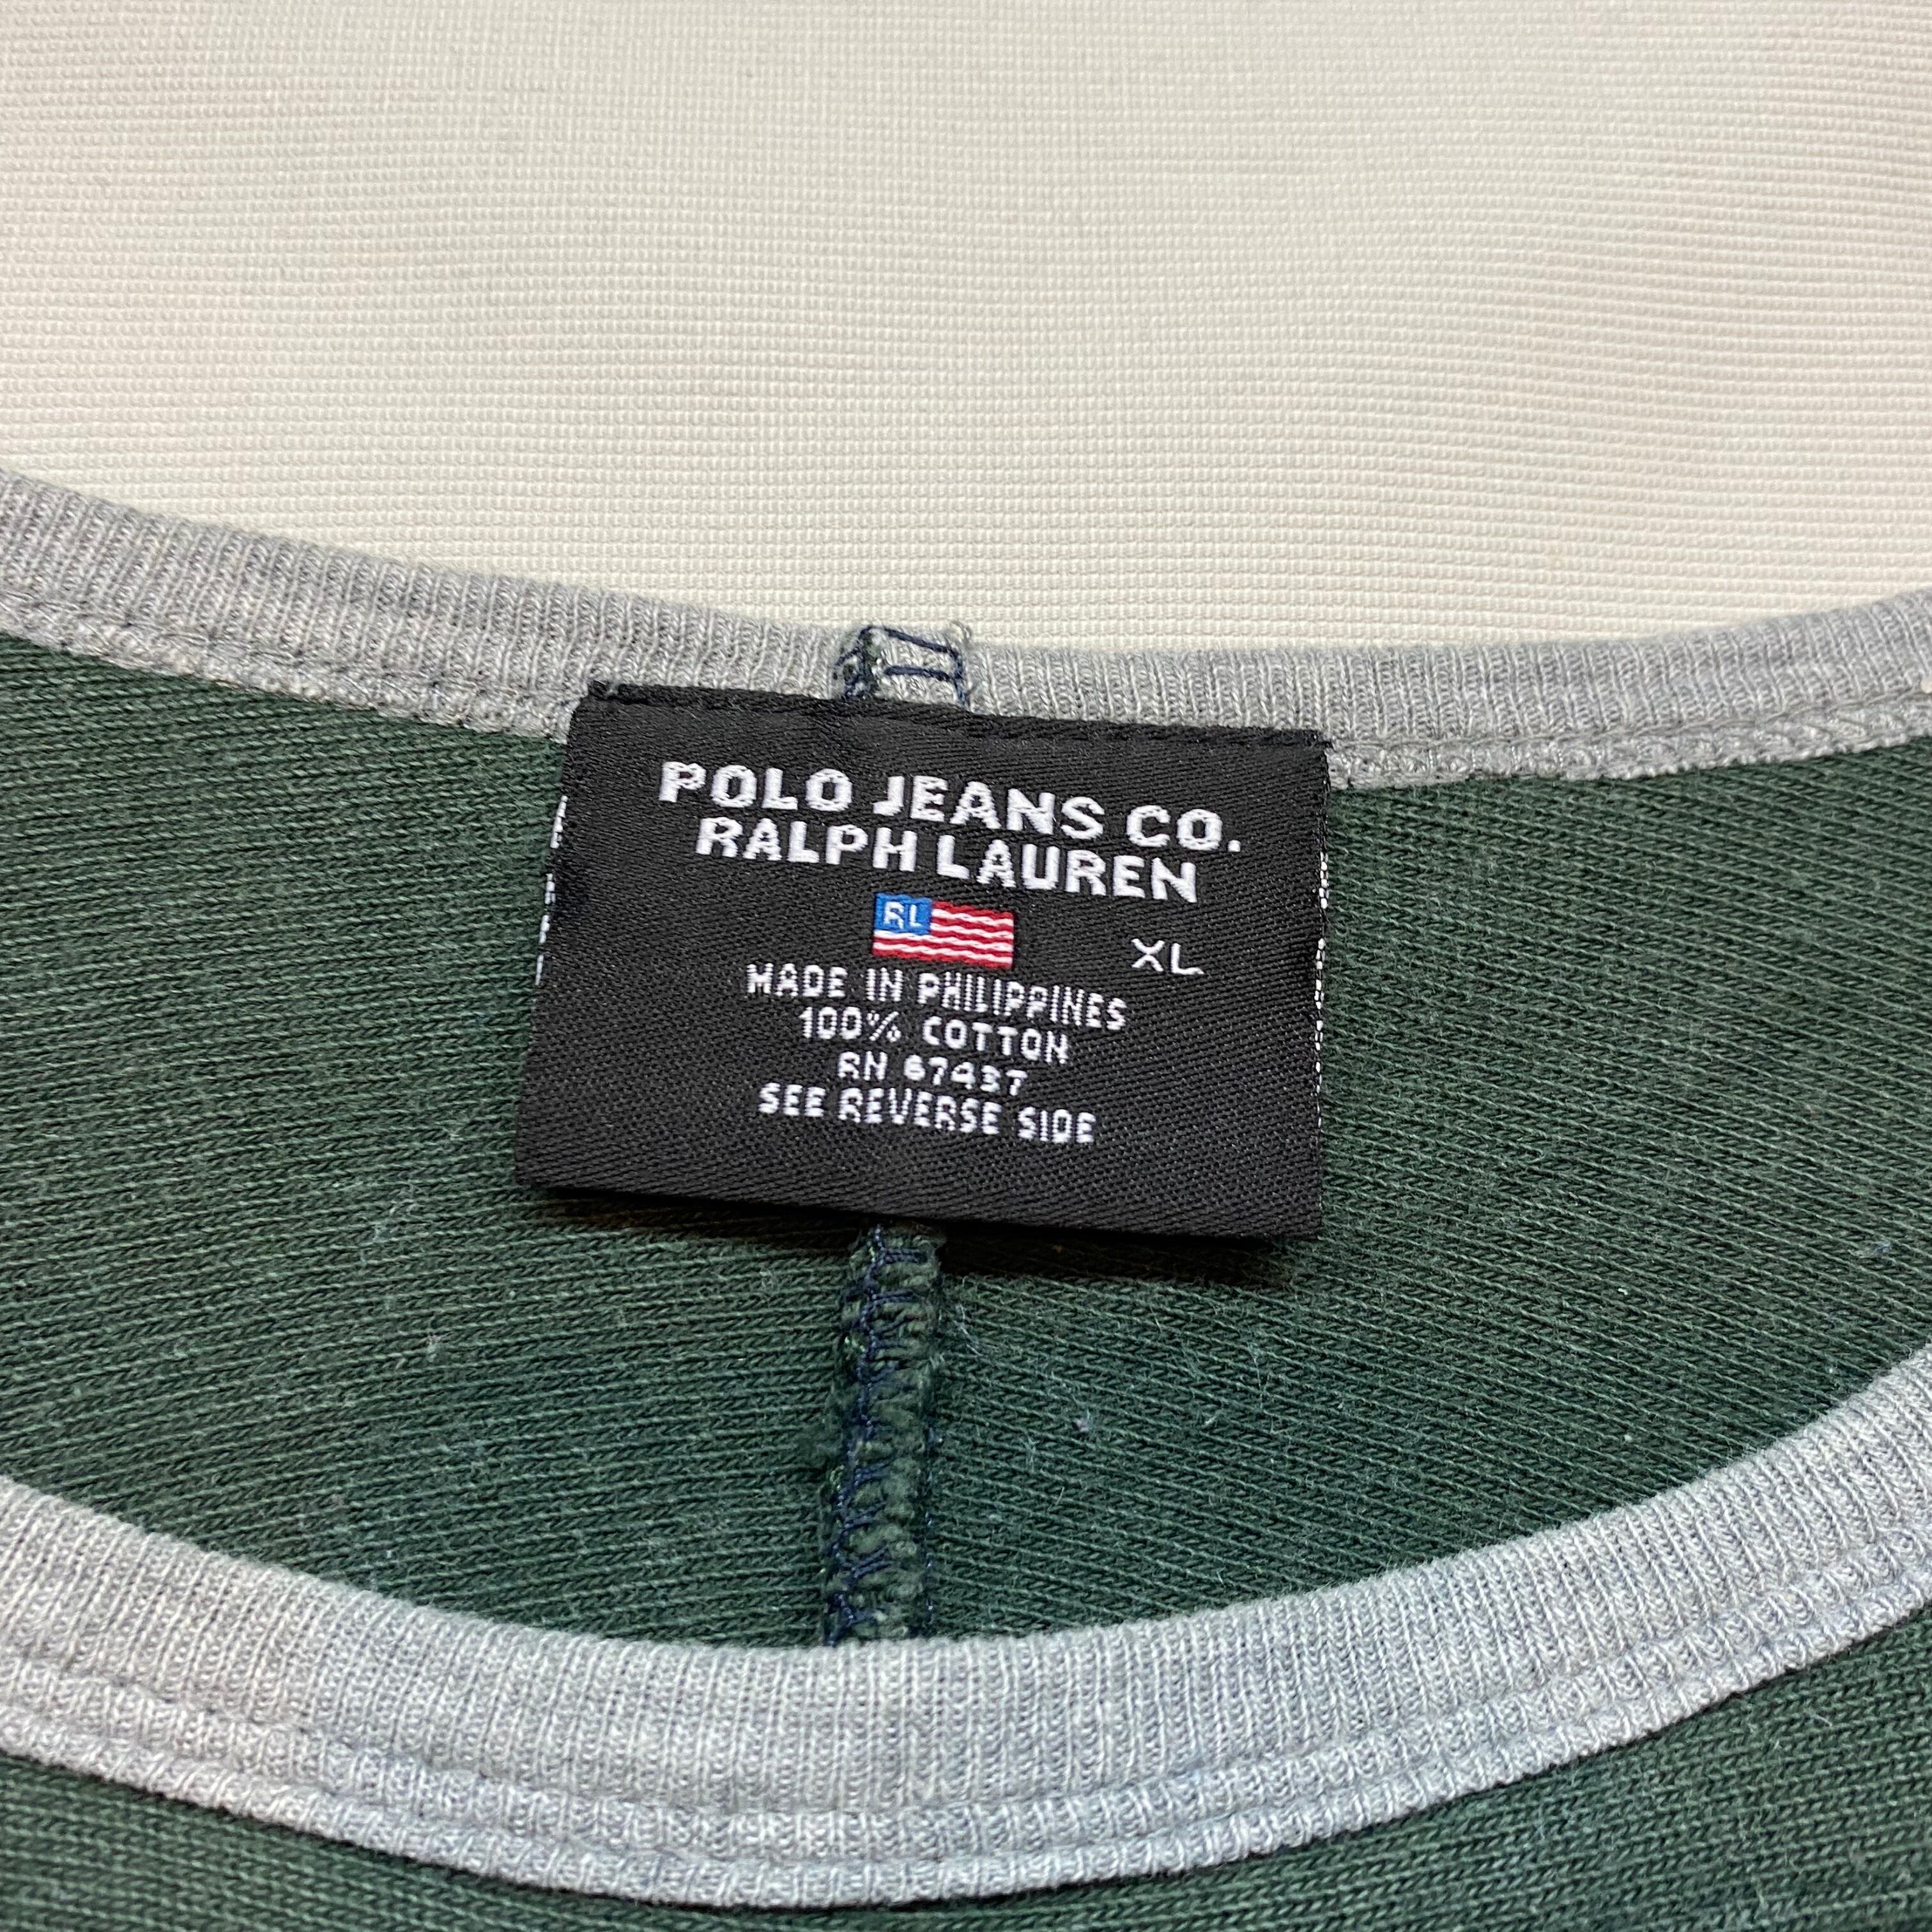 POLO JEANS CO.
RALPH LAUREN
RL
XL
MADE IN PHILIPPINES
100% COTTON
RN 67437
SEE REVERSE SIDE